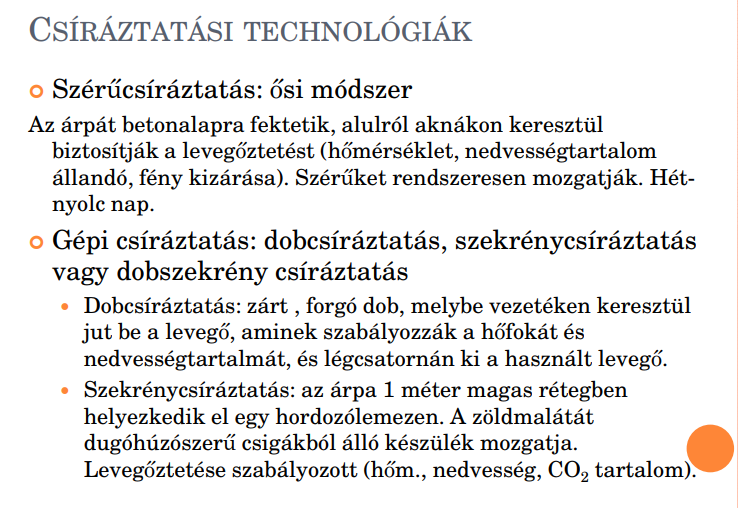 CSÍRÁZTATÁSI TECHNOLÓGIÁK
Szérűcsíráztatás: ősi módszer
Az árpát betonalapra fektetik, alulról aknákon keresztül
biztosítják a levegőztetést (hőmérséklet, nedvességtartalom
állandó, fény kizárása). Szérűket rendszeresen mozgatják. Hét-
nyolc nap.
Gépi csíráztatás: dobcsíráztatás, szekrénycsíráztatás
vagy dobszekrény csíráztatás
Dobcsíráztatás: zárt , forgó dob, melybe vezetéken keresztül
jut be a levegő, aminek szabályozzák a hőfokát és
nedvességtartalmát, és légcsatornán ki a használt levegő.
Szekrénycsíráztatás: az árpa 1 méter magas rétegben
helyezkedik el egy hordozólemezen. A zöldmalátát
dugóhúzószerű csigákból álló készülék mozgatja.
Levegőztetése szabályozott (hőm., nedvesség, CO₂ tartalom).